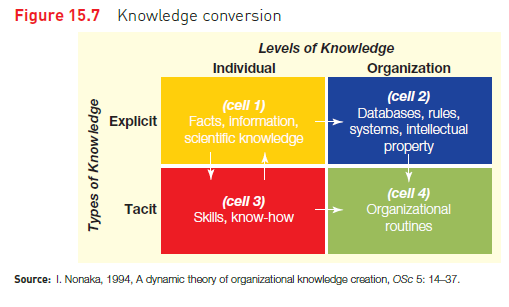 Figure 15.7 Knowledge conversion
Levels of Knowledge
Individual Organization
Types of Knowledge
Explicit
(cell 1)
Facts, Information,
scientific knowledge
(cell 2)
Databases, rules,
systems, intellectual
property
Tacit
(cell 3)
Skills, know-how
(cell 4)
Organizational
routines
Source: I. Nonaka, 1994, A dynamic theory of organizational knowledge creation, OSc 5: 14–37.